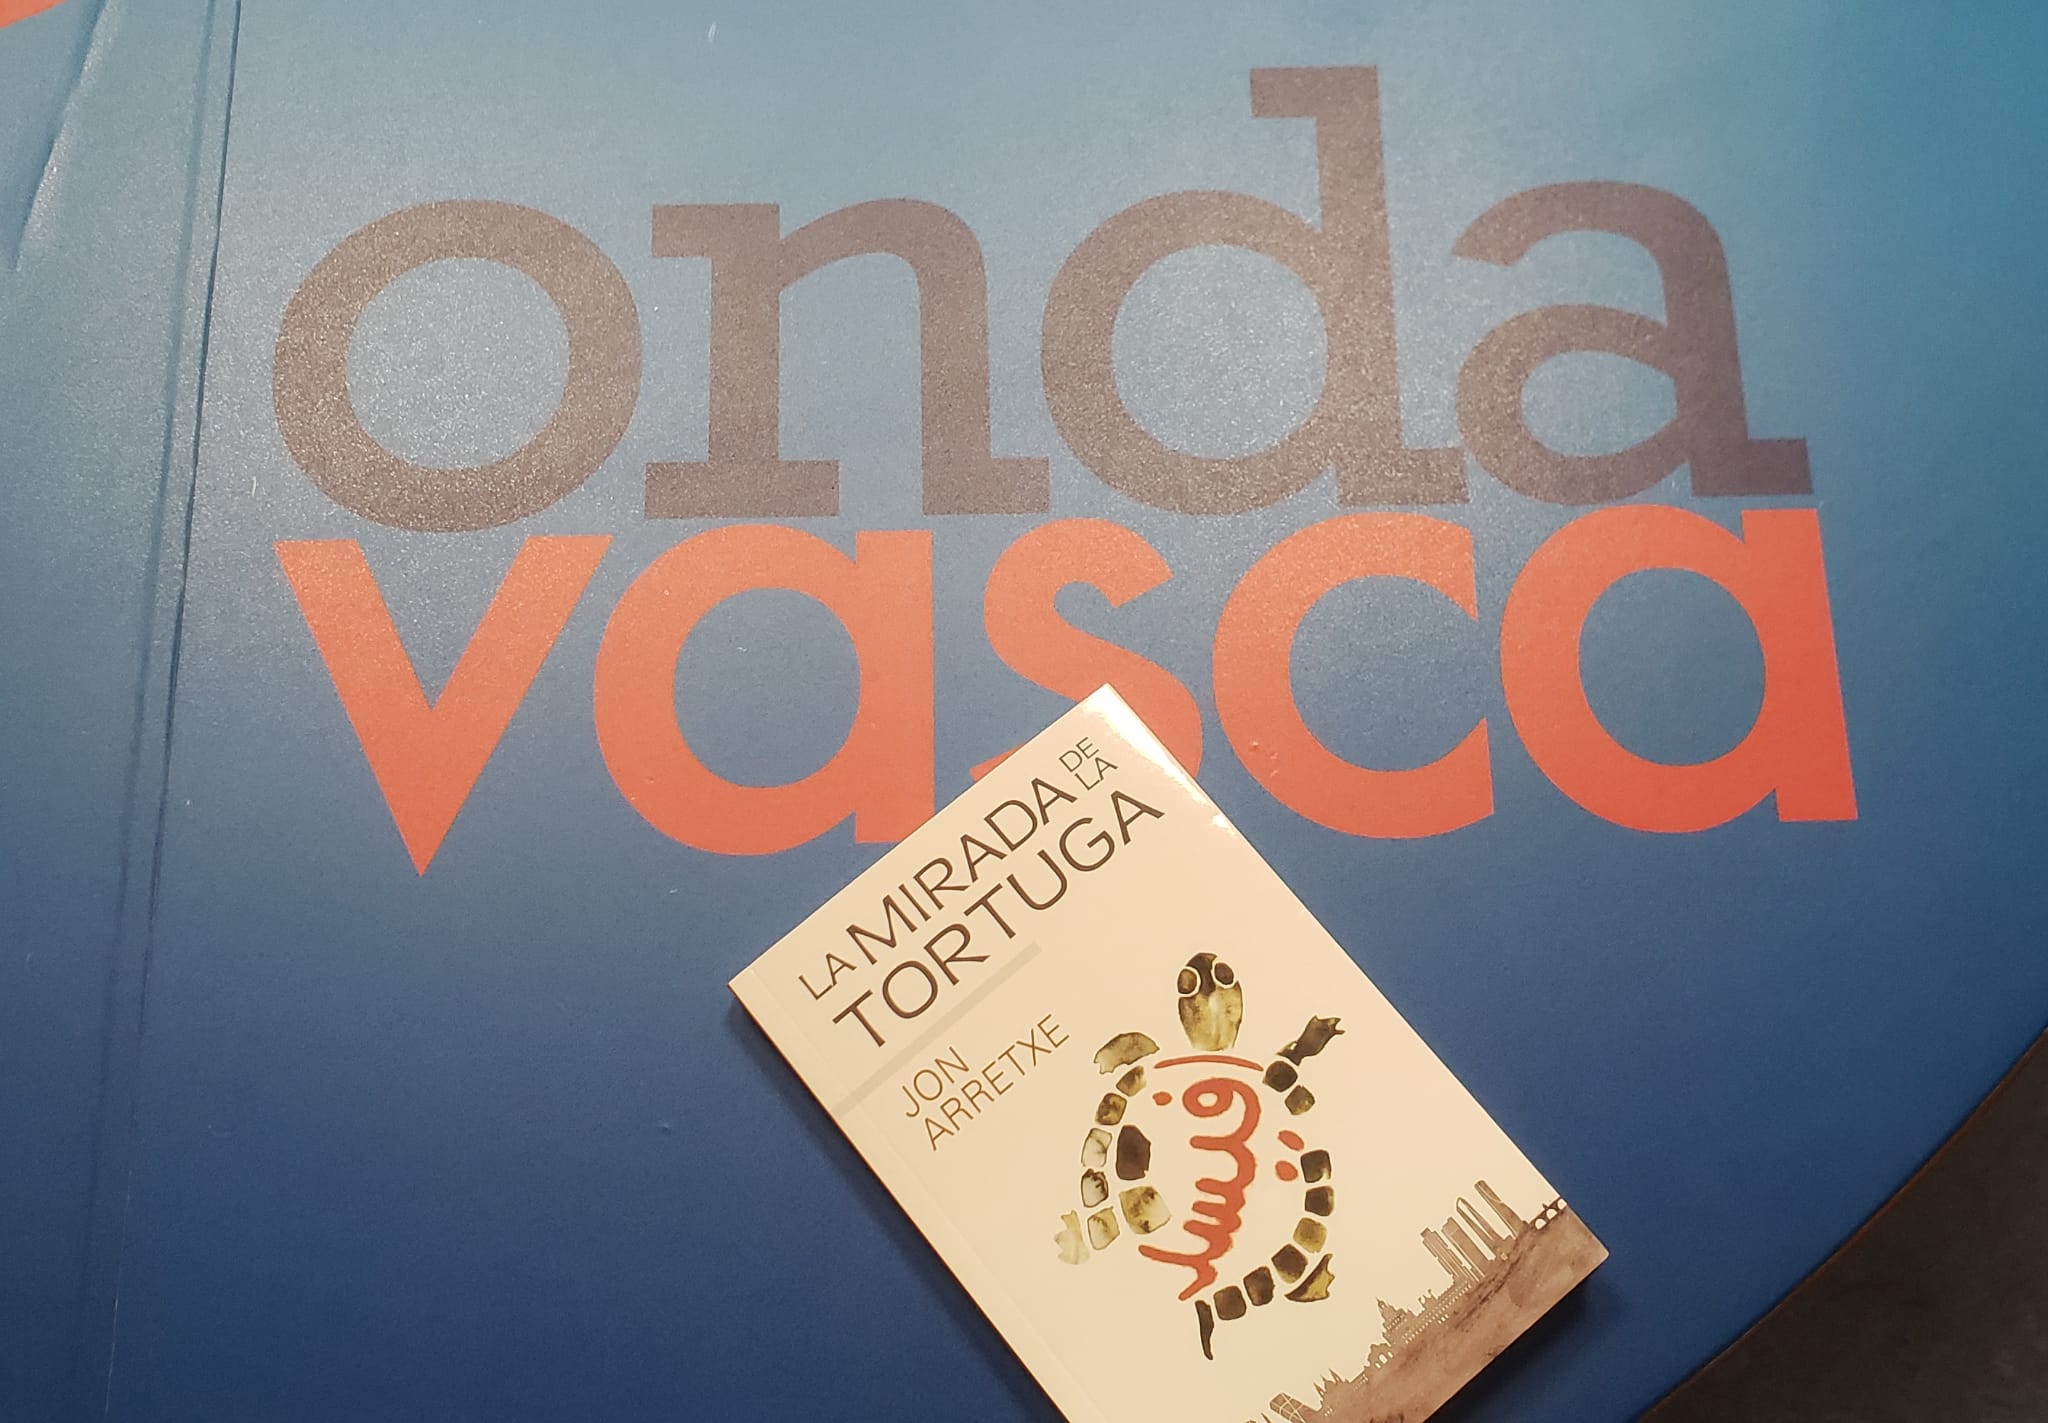 onda
vasca
LA MIRADA DE LA
TORTUGA
JON
ARRETXE